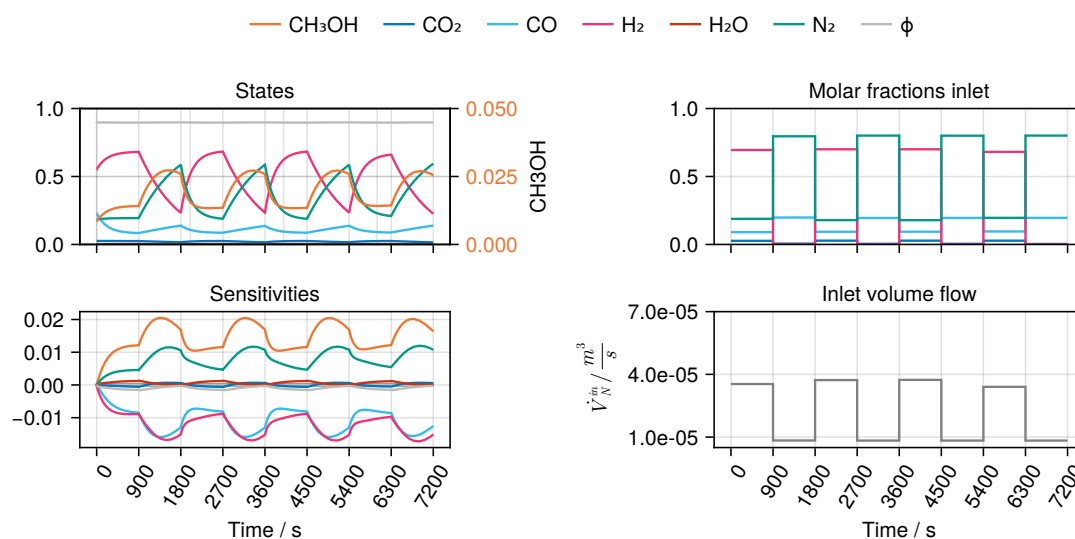 CH₃OH CO₂ CO H₂ H₂O N₂ ϕ
States
1.0
0.5
0.0
0.050
0.025
0.000
CH3OH
Molar fractions inlet
1.0
0.5
0.0
Sensitivities
0.02
0.01
0.00
−0.01
0 900 1800 2700 3600 4500 5400 6300 7200
Time / s
Inlet volume flow
7.0e-05
4.0e-05
1.0e-05
V̇ᵢₙ N / m³/s
0 900 1800 2700 3600 4500 5400 6300 7200
Time / s